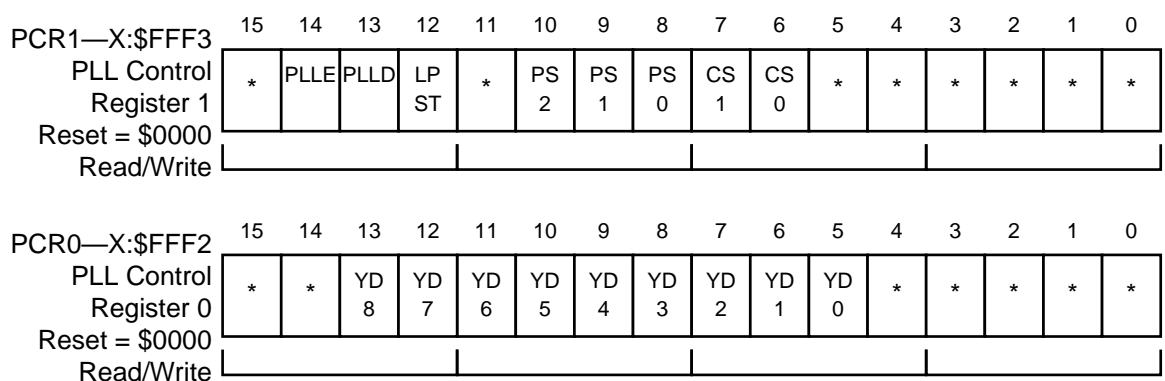 15 14 13 12 11 10 9 8 7 6 5 4 3 2 1 0
PCR1—X:$FFF3
PLL Control
Register 1
Reset = $0000
Read/Write
* PLLE PLLD LP ST * PS 2 PS 1 PS 0 CS 1 CS 0 * * * * * *
15 14 13 12 11 10 9 8 7 6 5 4 3 2 1 0
PCR0—X:$FFF2
PLL Control
Register 0
Reset = $0000
Read/Write
* * YD 8 YD 7 YD 6 YD 5 YD 4 YD 3 YD 2 YD 1 YD 0 * * * * *